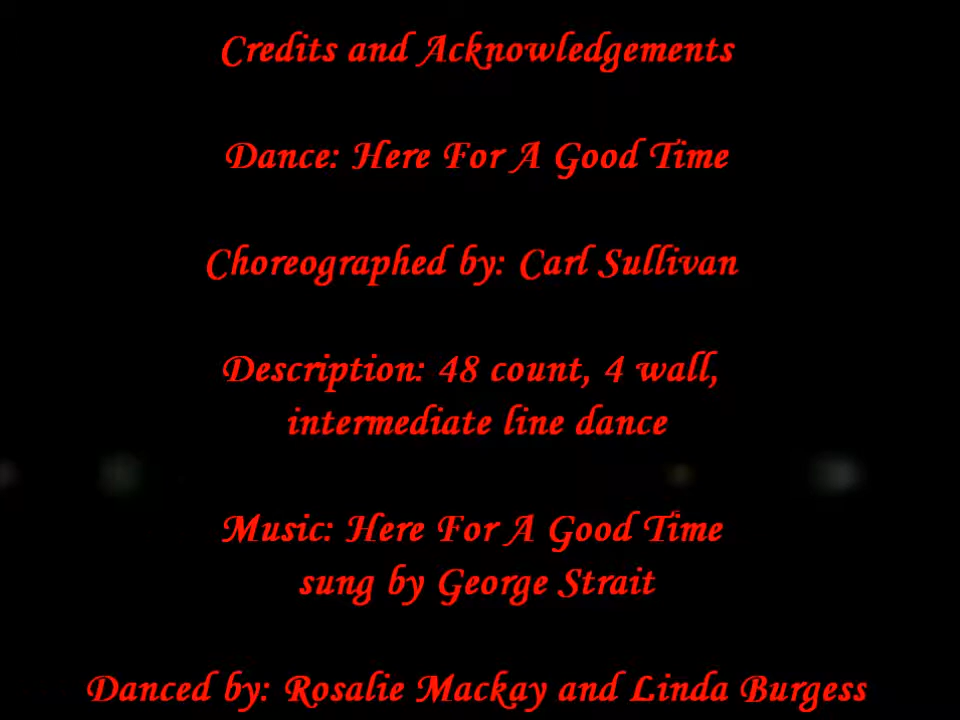 Credits and Acknowledgements
Dance: Here For A Good Time
Choreographed by: Carl Sullivan
Description: 48 count, 4 wall,
intermediate line dance
Music: Here For A Good Time
sung by George Strait
Danced by: Rosalie Mackay and Linda Burgess